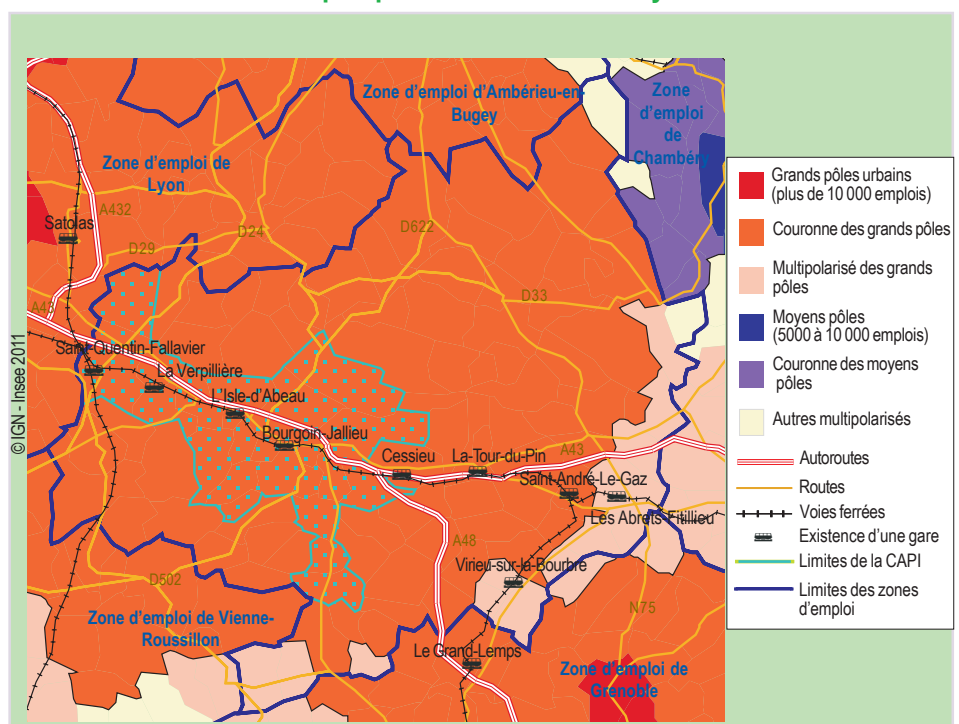 Zone d'emploi d'Ambérieu-en-
Bugey
Zone
d'emploi
de
Chambéry
Zone d'emploi de
Lyon
Satolas
A432
D29
D24
D622
D33
A43
Saint-Quentin-Fallavier
La Verpillière
L'Isle-d'Abeau
Bourgoin-Jallieu
Cessieu
La-Tour-du-Pin
A43
Saint-André-Le-Gaz
Les Abrets-Fitillieu
A48
Virieu-sur-la-Bourbre
D502
N75
Zone d'emploi de Vienne-
Roussillon
Le Grand-Lemps
Zone d'emploi de
Grenoble
© IGN - Insee 2011
Grands pôles urbains
(plus de 10 000 emplois)
Couronne des grands pôles
Multipolarisé des grands
pôles
Moyens pôles
(5000 à 10 000 emplois)
Couronne des moyens
pôles
Autres multipolarisés
Autoroutes
Routes
Voies ferrées
Existence d'une gare
Limites de la CAPI
Limites des zones
d'emploi